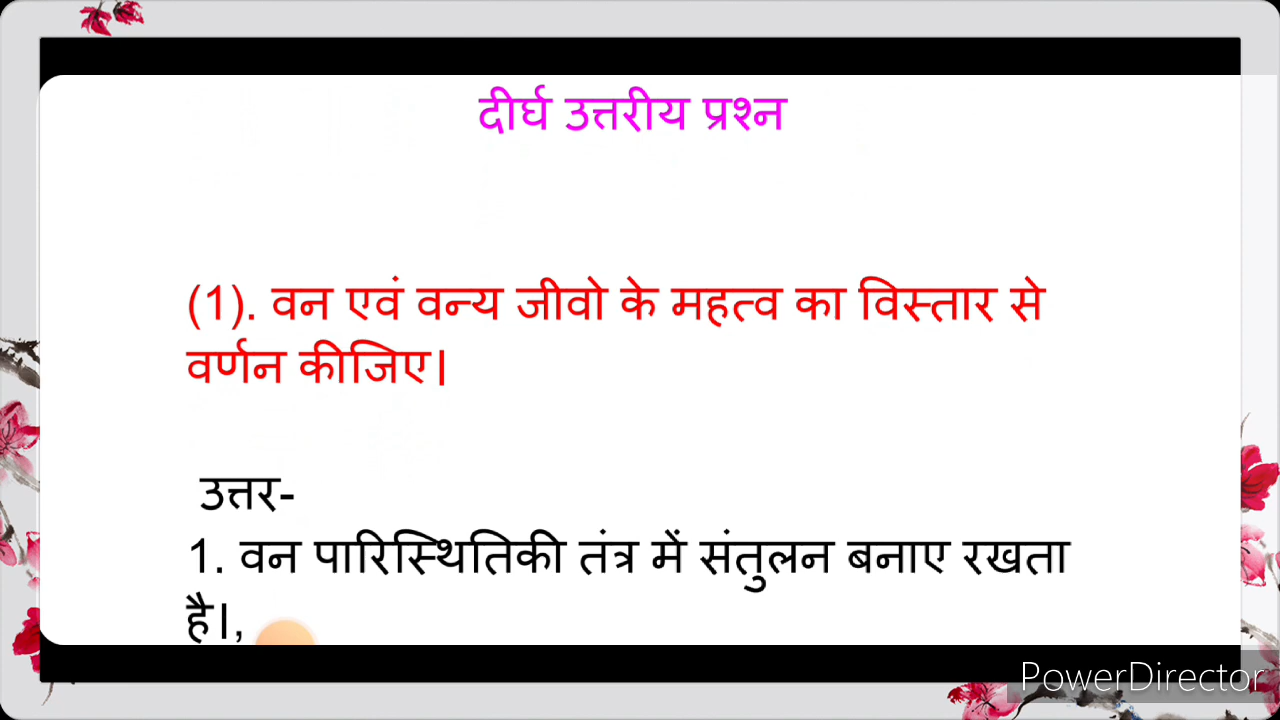 दीर्घ उत्तरीय प्रश्न
(1). वन एवं वन्य जीवो के महत्व का विस्तार से
वर्णन कीजिए।
उत्तर-
1. वन पारिस्थितिकी तंत्र में संतुलन बनाए रखता
है।,
PowerDirector